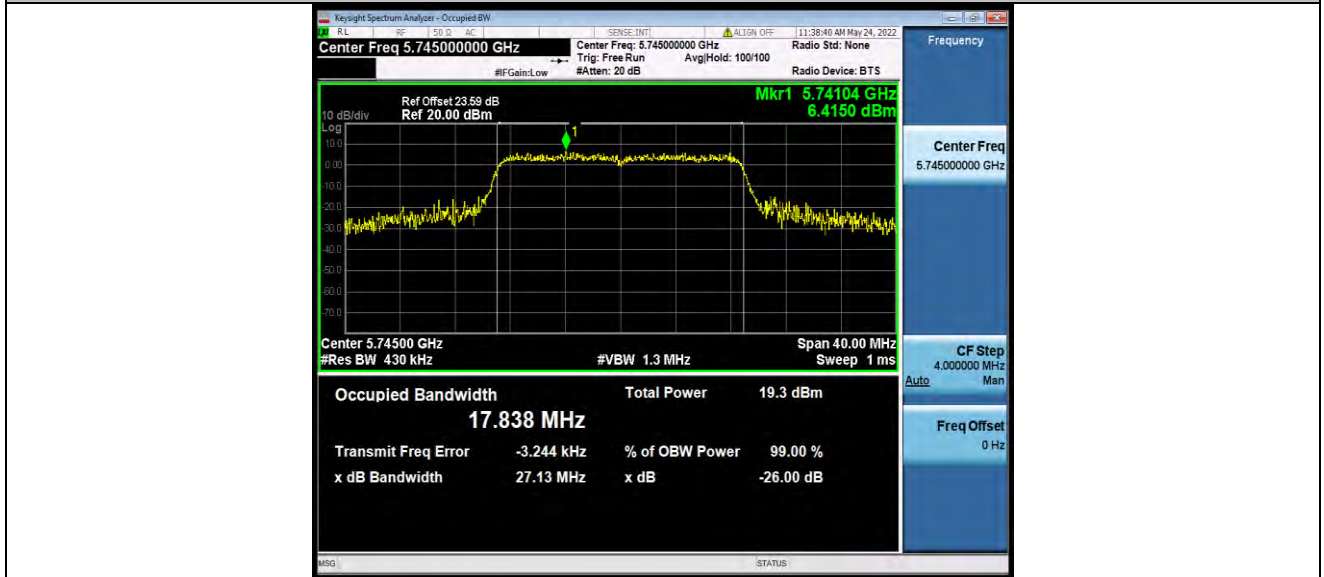 Keysight Spectrum Analyzer - Occupied BW
RL RF 50 Ω AC SENSE:INT ALIGN OFF 11:38:40 AM May 24, 2022
Center Freq 5.745000000 GHz
Center Freq: 5.745000000 GHz
Radio Std: None
Trig: Free Run Avg|Hold: 100/100
#IFGain:Low #Atten: 20 dB Radio Device: BTS
Frequency
Ref Offset 23.59 dB
Mkr1 5.74104 GHz
10 dB/div Ref 20.00 dBm 6.4150 dBm
Log
1
10.0
0.00
-10.0
-20.0
-30.0
-40.0
-50.0
-60.0
-70.0
Center Freq
5.745000000 GHz
Center 5.74500 GHz Span 40.00 MHz
#Res BW 430 kHz #VBW 1.3 MHz Sweep 1 ms
CF Step
4.000000 MHz
Auto Man
Occupied Bandwidth Total Power 19.3 dBm
17.838 MHz
Freq Offset
0 Hz
Transmit Freq Error -3.244 kHz % of OBW Power 99.00 %
x dB Bandwidth 27.13 MHz x dB -26.00 dB
MSG STATUS